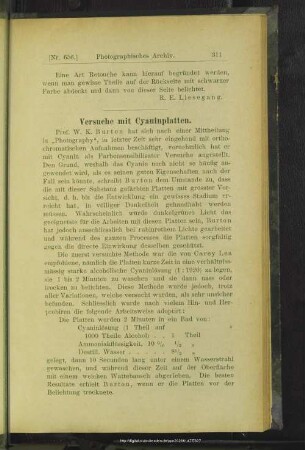 [Nr. 656.] Photographisches Archiv. 311
Eine Art Retouche kann hierauf begründet werden,
wenn man gewisse Theile auf der Rückseite mit schwarzer
Farbe abdeckt und dann von dieser Seite belichtet.
R. E. Liesegang.
Versuche mit Cyaninplatten.
Prof. W. K. Burton hat sich nach einer Mittheilung
in „Photography“, in letzter Zeit sehr eingehend mit ortho-
chromatischen Aufnahmen beschäftigt, vornehmlich hat er
mit Cyanin als Farbensensibilisator Versuche angestellt.
Den Grund, weshalb das Cyanin noch nicht so häufig an-
gewendet wird, als es seinen guten Eigenschaften, nach der
Fall sein könnte, schreibt Burton dem Umstande zu, dass
die mit dieser Substanz gefärbten Platten mit grösster Vor-
sicht, d. h. bis die Entwicklung ein gewisses Stadium er-
reicht hat, in völliger Dunkelheit gehandhabt werden
müssen. Wahrscheinlich würde dunkelgrünes Licht das
geeignetste für die Arbeiten mit diesen Platten sein, Burton
hat jedoch ausschliesslich bei rubinrothem Lichte gearbeitet
und während des ganzen Processes die Platten sorgfältig
gegen die directe Einwirkung desselben geschützt.
Die zuerst versuchte Methode war die von Carey Lea
empfohlene, nämlich die Platten kurze Zeit in eine verhältniss-
mässig starke alkoholische Cyaninlösung
sie 1 bis 2 Minuten zu waschen und sie dann nass oder
trocken zu belichten. Diese Methode wurde jedoch, trotz
aller Variationen, welche versucht wurden, als sehr unsicher
befunden. Schliesslich wurde nach vielem Hin- und Her-
probiren die folgende Arbeitsweise adoptirt:
Die Platten werden 2 Minuten in ein Bad von:
Cyaninlösung (1 Theil auf
1000 Theile Alkohol) . . 1 Theil
Ammoniakflüssigkeit, 10 %
Destill. Wasser
gelegt, dann 10 Secunden lang unter einem Wasserstrahl
gewaschen, und während dieser Zeit auf der Oberfläche
mit einem weichen Wattebausch abgerieben. Die besten
Resultate erhielt Burton, wenn er die Platten vor der
Belichtung trocknete.